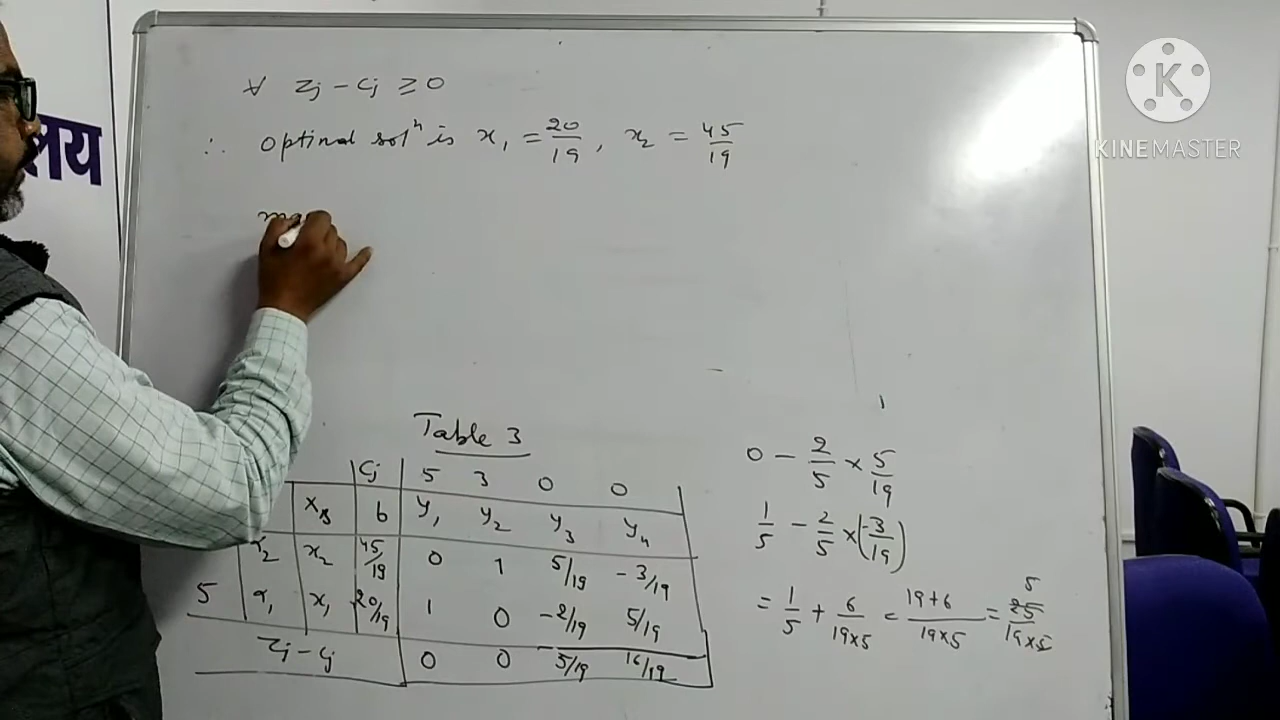 ∀ zj − cj ≥ 0
∴ optimal solⁿ is x₁ = 20/19, x₂ = 45/19
लय
K
KINEMASTER
Table 3
Cj 5 3 0 0
XB b y₁ y₂ y₃ y₄
x₂ 45/19 0 1 5/19 −3/19
5 x₁ 20/19 1 0 −2/19 5/19
zj − cj 0 0 5/19 16/19
0 − 2/5 × 5/19
1/5 − 2/5 × (−3/19)
= 1/5 + 6/(19×5) = (19+6)/(19×5) = 25/(19×5)